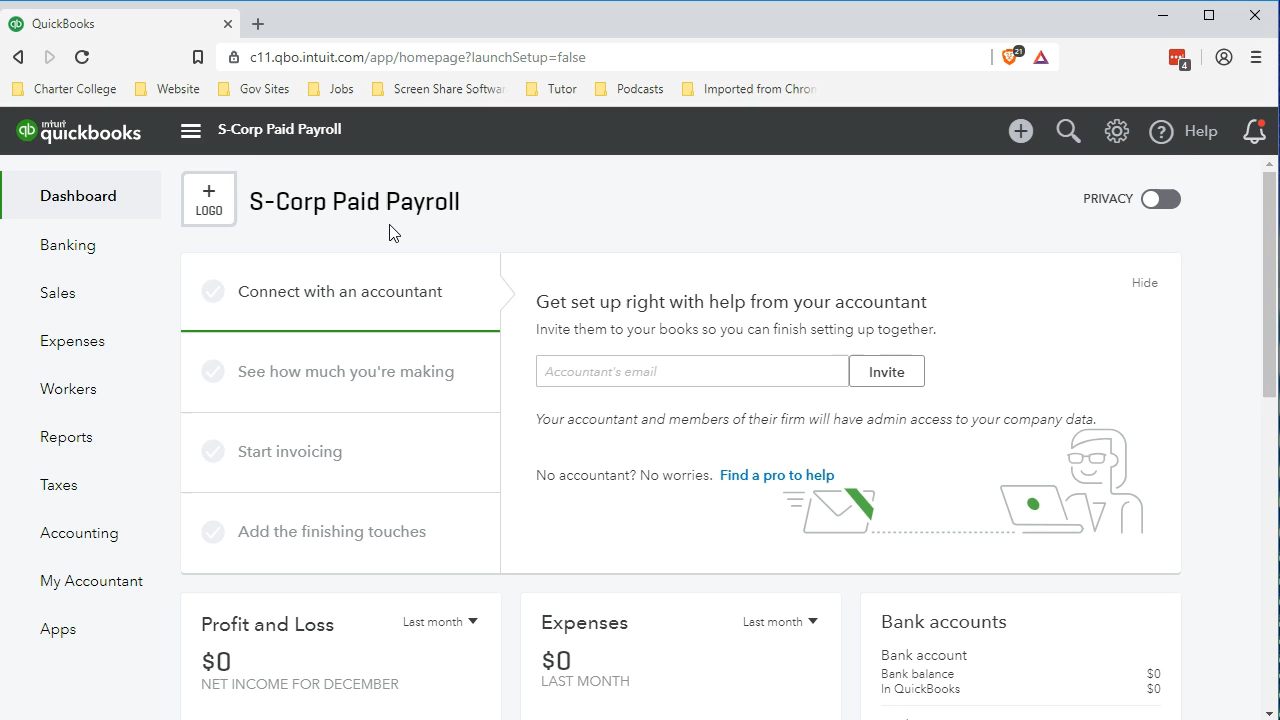 QuickBooks
c11.qbo.intuit.com/app/homepage?launchSetup=false
21
4
Charter College
Website
Gov Sites
Jobs
Screen Share Softwar
Tutor
Podcasts
Imported from Chron
qb intuit quickbooks
S-Corp Paid Payroll
Help
Dashboard
Banking
Sales
Expenses
Workers
Reports
Taxes
Accounting
My Accountant
Apps
+
LOGO
S-Corp Paid Payroll
PRIVACY
Connect with an accountant
See how much you're making
Start invoicing
Add the finishing touches
Hide
Get set up right with help from your accountant
Invite them to your books so you can finish setting up together.
Accountant's email
Invite
Your accountant and members of their firm will have admin access to your company data.
No accountant? No worries. Find a pro to help
Profit and Loss
Last month
$0
NET INCOME FOR DECEMBER
Expenses
Last month
$0
LAST MONTH
Bank accounts
Bank account
Bank balance $0
In QuickBooks $0